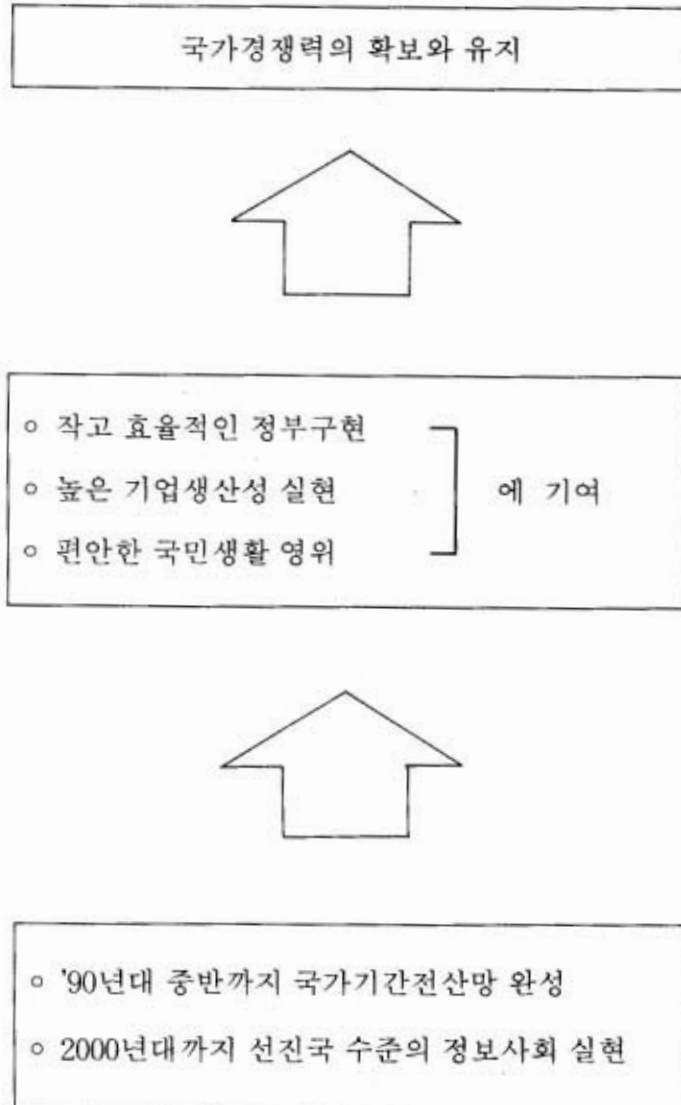 국가경쟁력의 확보와 유지
○ 작고 효율적인 정부구현
○ 높은 기업생산성 실현 에 기여
○ 편안한 국민생활 영위
○ '90년대 중반까지 국가기간전산망 완성
○ 2000년대까지 선진국 수준의 정보사회 실현